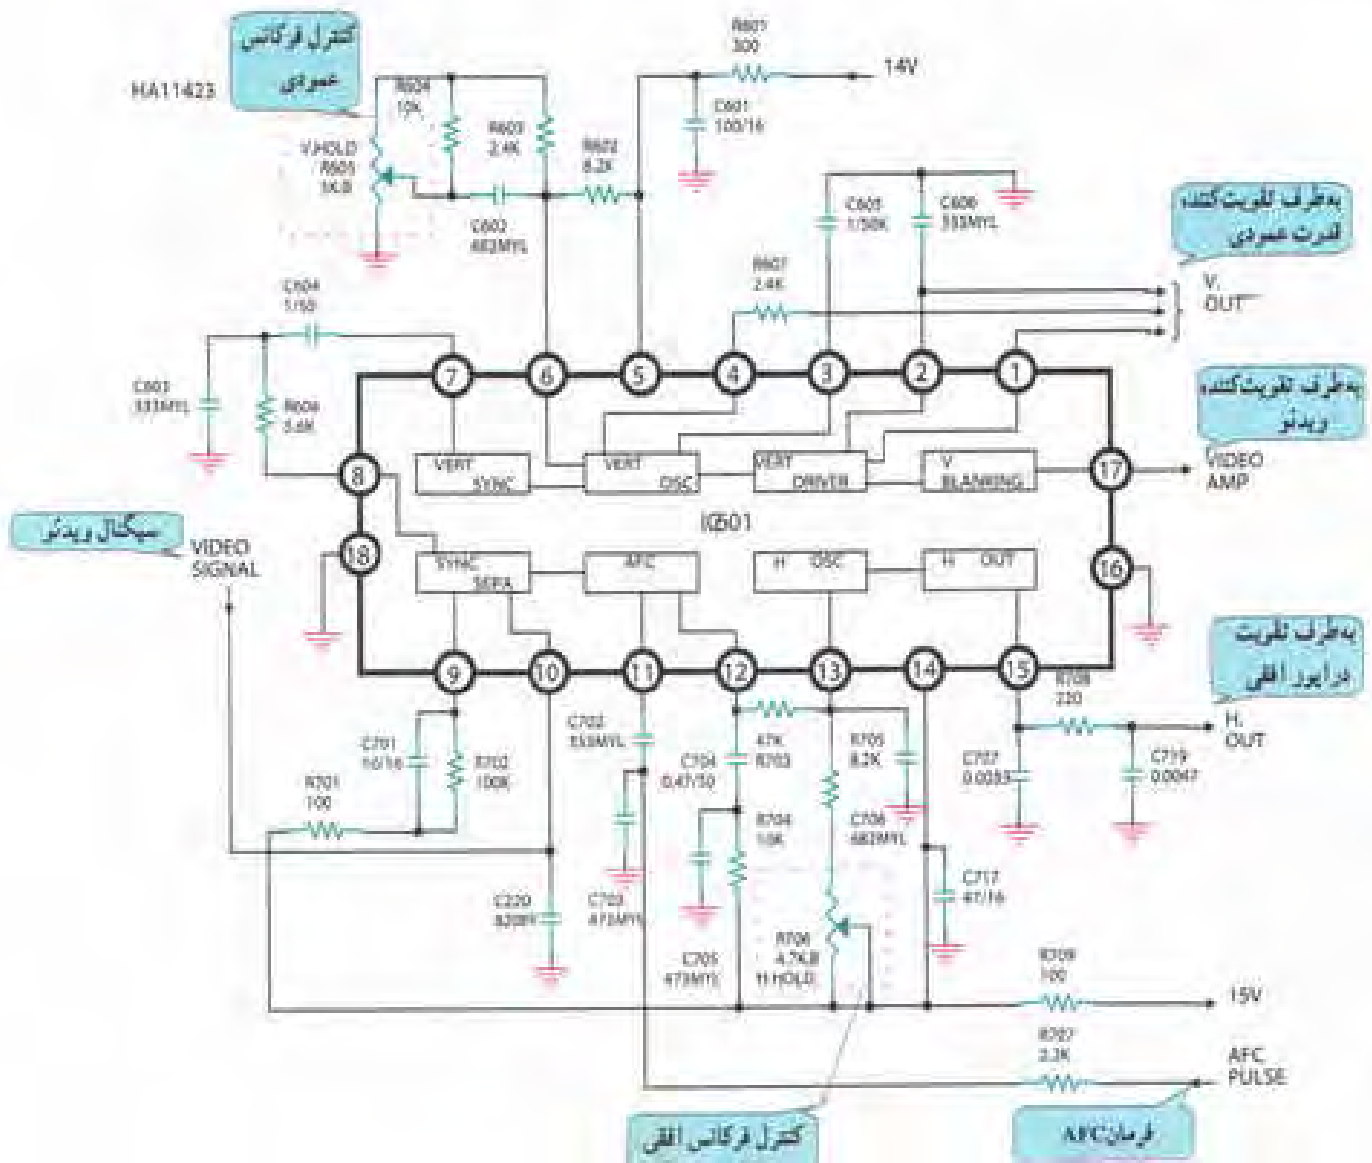 کنترل فرکانس
عمودی
HA11423
R604
10K
R603
2.4K
R602
8.2K
V.HOLD
R605
5K.B
C602
682MYL
R601
300
14V
C601
100/16
C605
1/50K
C606
333MYL
R607
2.4K
به‌طرف تقویت‌کننده
قدرت عمودی
V.
OUT
C604
1/50
C603
333MYL
R606
5.6K
7
6
5
4
3
2
1
8
VERT
SYNC
VERT
OSC
VERT
DRIVER
V
BLANKING
17
به‌طرف تقویت‌کننده
ویدئو
VIDEO
AMP
IC501
سیگنال ویدئو
VIDEO
SIGNAL
18
SYNC
SEPA
AFC
H OSC
H OUT
16
9
10
11
12
13
14
15
به‌طرف تقویت
درایور افقی
H.
OUT
R708
220
C701
10/16
R702
100K
R701
100
C702
333MYL
C704
0.47/50
47K
R703
R705
8.2K
C707
0.0033
C719
0.0047
R704
10K
C706
682MYL
C220
820PF
C703
473MYL
C705
473MYL
R706
4.7K.B
H.HOLD
C717
47/16
R709
100
15V
R707
2.2K
AFC
PULSE
کنترل فرکانس افقی
فرمان AFC